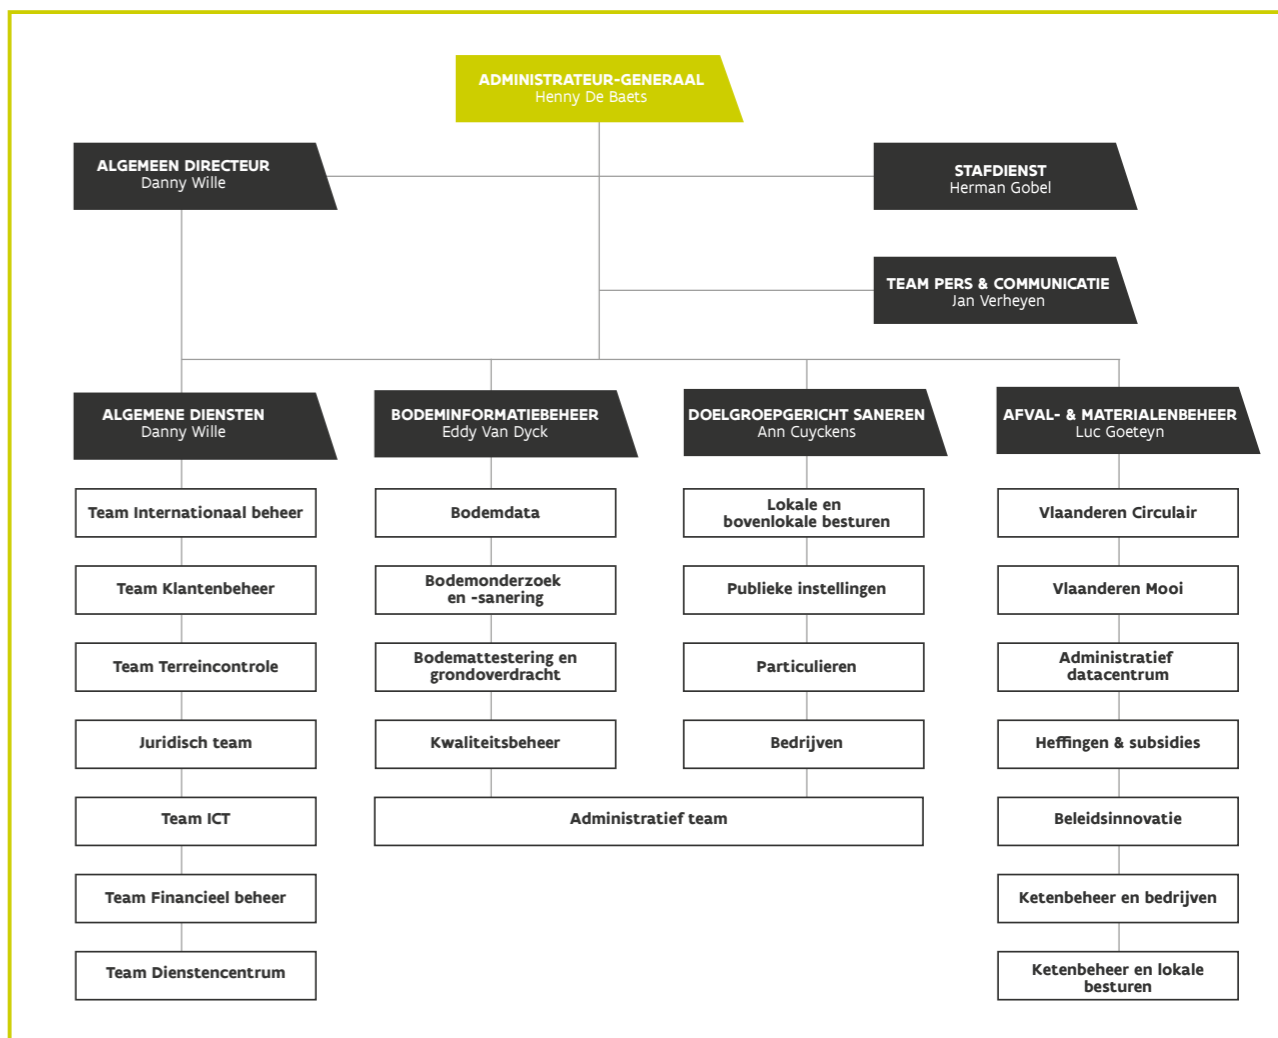 ADMINISTRATEUR-GENERAAL
Henny De Baets
ALGEMEEN DIRECTEUR
Danny Wille
STAFDIENST
Herman Gobel
TEAM PERS & COMMUNICATIE
Jan Verheyen
ALGEMENE DIENSTEN
Danny Wille
Team Internationaal beheer
Team Klantenbeheer
Team Terreincontrole
Juridisch team
Team ICT
Team Financieel beheer
Team Dienstencentrum
BODEMINFORMATIEBEHEER
Eddy Van Dyck
Bodemdata
Bodemonderzoek
en -sanering
Bodemattestering en
grondoverdracht
Kwaliteitsbeheer
DOELGROEPGERICHT SANEREN
Ann Cuyckens
Lokale en
bovenlokale besturen
Publieke instellingen
Particulieren
Bedrijven
Administratief team
AFVAL- & MATERIALENBEHEER
Luc Goeteyn
Vlaanderen Circulair
Vlaanderen Mooi
Administratief
datacentrum
Heffingen & subsidies
Beleidsinnovatie
Ketenbeheer en bedrijven
Ketenbeheer en lokale
besturen